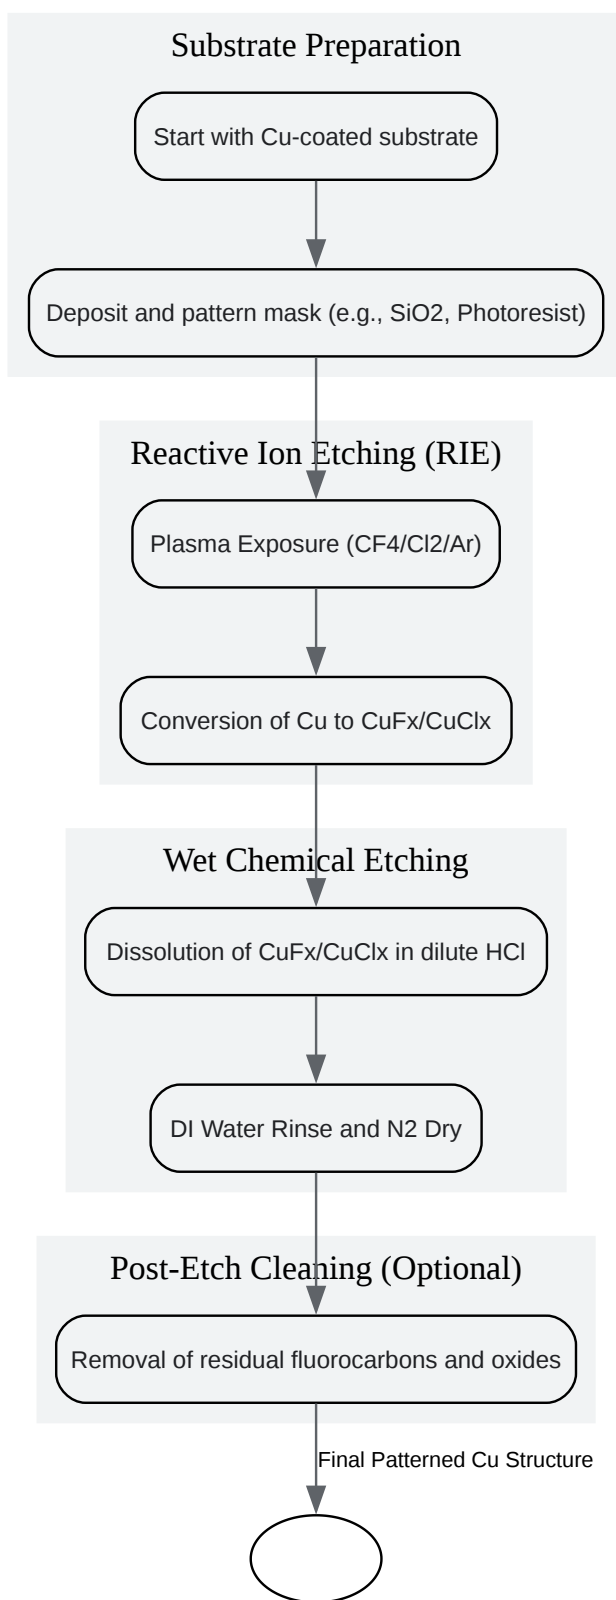 Substrate Preparation
Start with Cu-coated substrate
Deposit and pattern mask (e.g., SiO2, Photoresist)
Reactive Ion Etching (RIE)
Plasma Exposure (CF4/Cl2/Ar)
Conversion of Cu to CuFx/CuClx
Wet Chemical Etching
Dissolution of CuFx/CuClx in dilute HCl
DI Water Rinse and N2 Dry
Post-Etch Cleaning (Optional)
Removal of residual fluorocarbons and oxides
Final Patterned Cu Structure